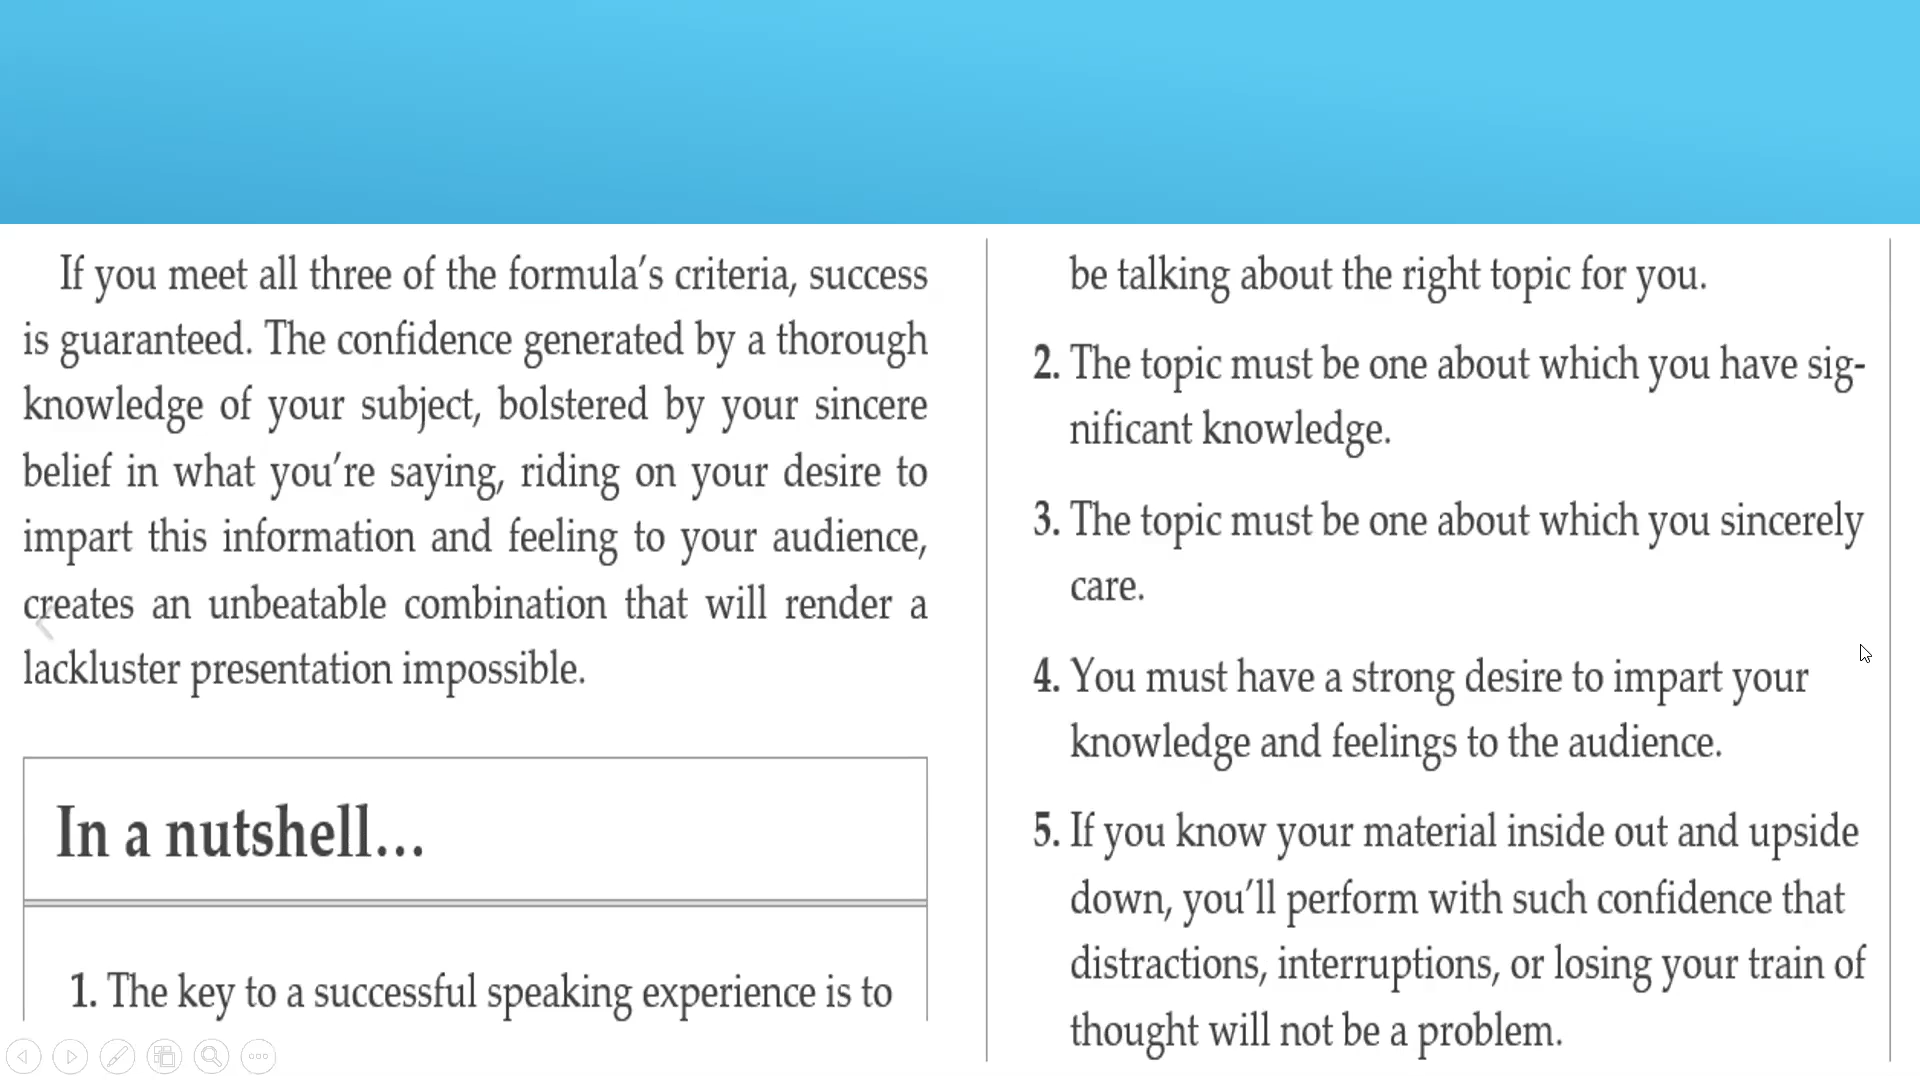 If you meet all three of the formula’s criteria, success
is guaranteed. The confidence generated by a thorough
knowledge of your subject, bolstered by your sincere
belief in what you’re saying, riding on your desire to
impart this information and feeling to your audience,
creates an unbeatable combination that will render a
lackluster presentation impossible.
In a nutshell...
1. The key to a successful speaking experience is to
be talking about the right topic for you.
2. The topic must be one about which you have sig-
nificant knowledge.
3. The topic must be one about which you sincerely
care.
4. You must have a strong desire to impart your
knowledge and feelings to the audience.
5. If you know your material inside out and upside
down, you’ll perform with such confidence that
distractions, interruptions, or losing your train of
thought will not be a problem.